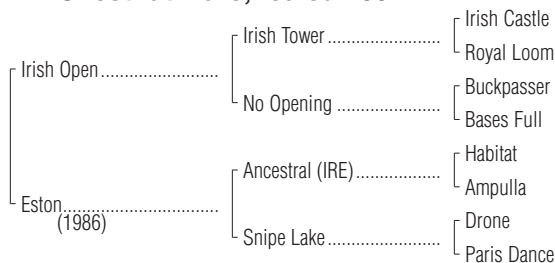 Irish Castle
Irish Tower
Royal Loom
Irish Open
Buckpasser
No Opening
Bases Full
Habitat
Ancestral (IRE)
Ampulla
Eston
(1986)
Drone
Snipe Lake
Paris Dance